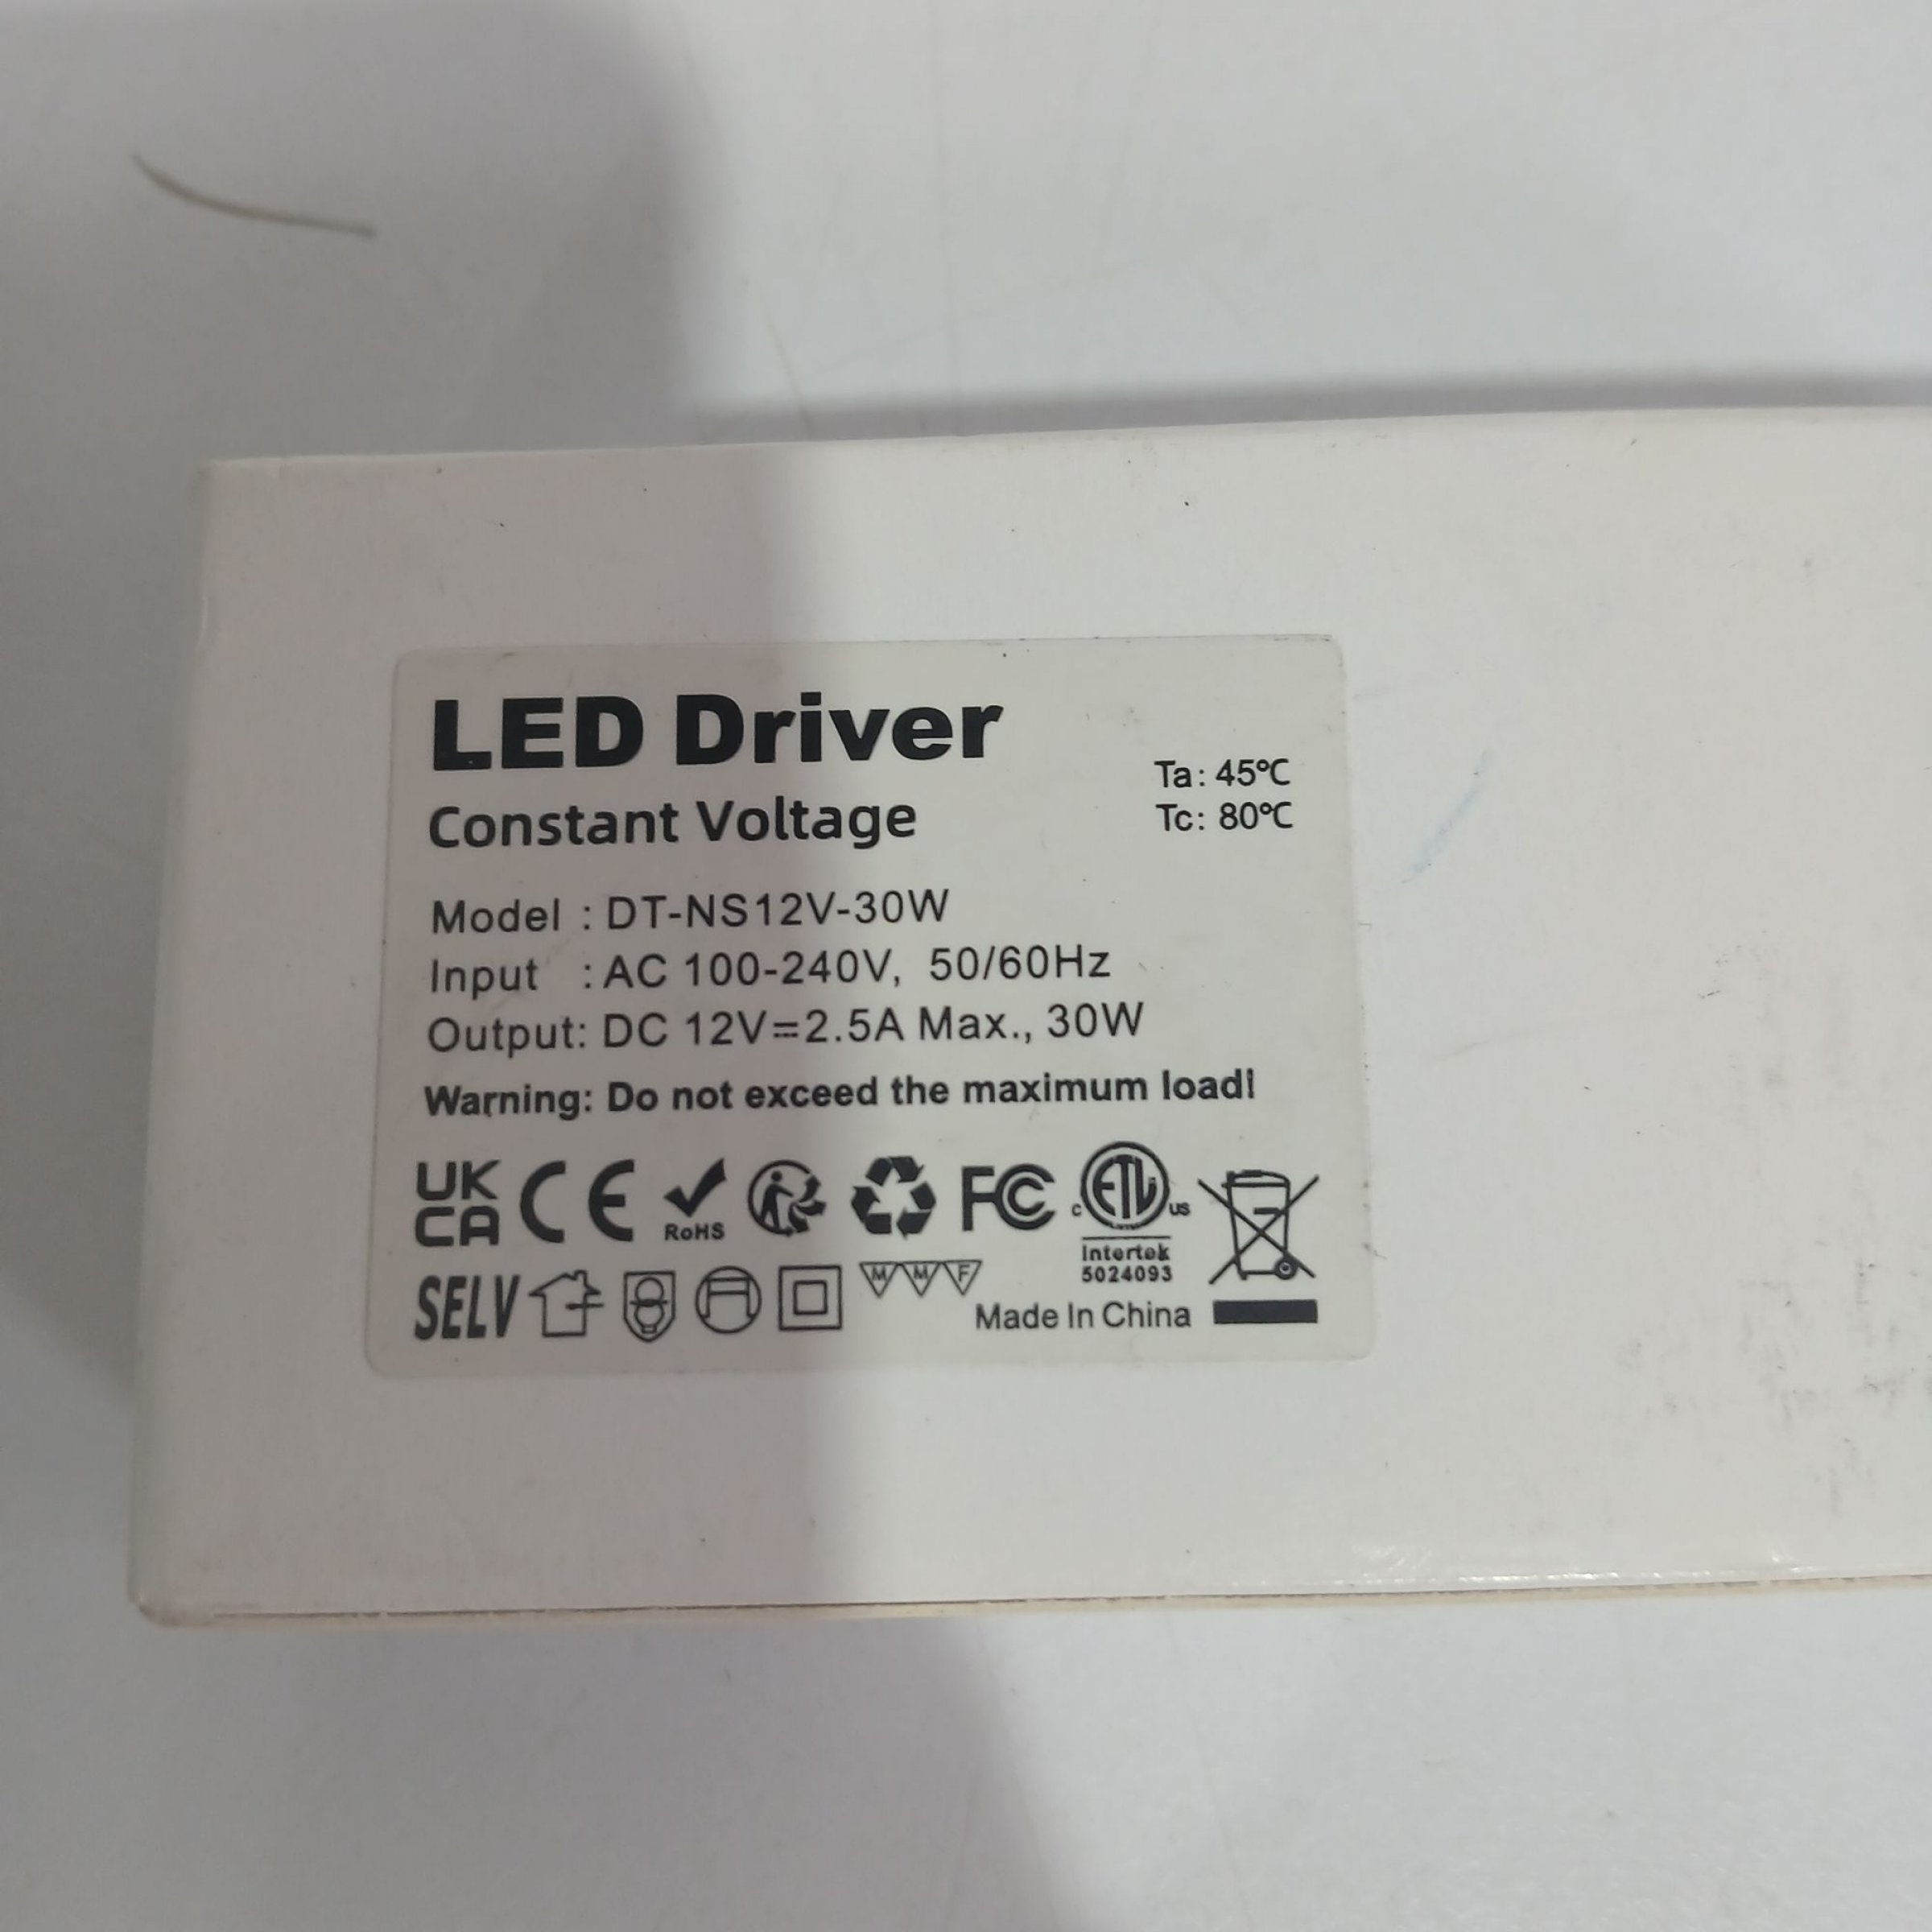 LED Driver
Constant Voltage
Ta: 45℃
Tc: 80℃
Model : DT-NS12V-30W
Input : AC 100-240V, 50/60Hz
Output: DC 12V⎓2.5A Max., 30W
Warning: Do not exceed the maximum load!
UK
CA
CE
RoHS
FC
c ETL us
Intertek
5024093
SELV
M M F
Made In China